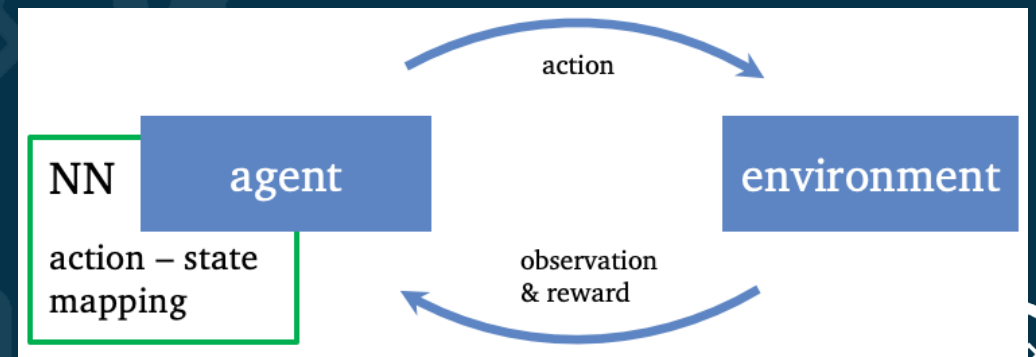 action
NN
agent
environment
action – state
mapping
observation
& reward